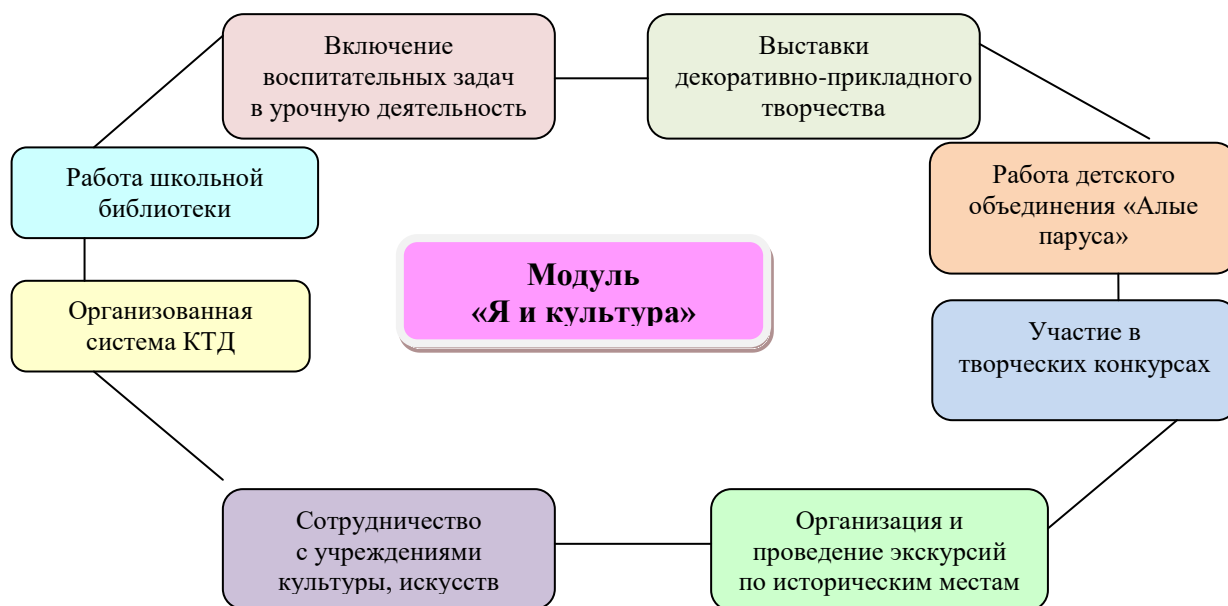 Включение
воспитательных задач
в урочную деятельность
Выставки
декоративно-прикладного
творчества
Работа школьной
библиотеки
Работа детского
объединения «Алые
паруса»
Модуль
«Я и культура»
Организованная
система КТД
Участие в
творческих конкурсах
Сотрудничество
с учреждениями
культуры, искусств
Организация и
проведение экскурсий
по историческим местам